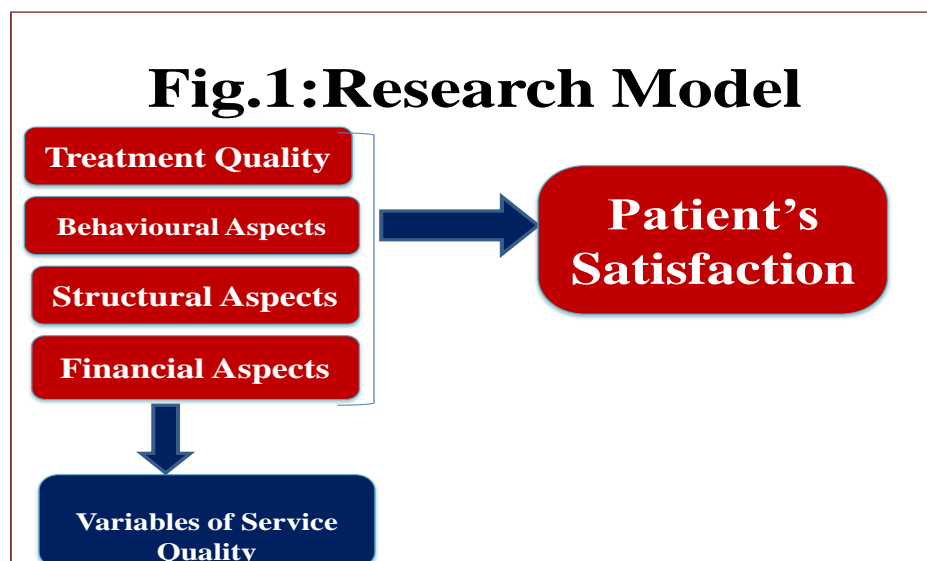 Fig.1:Research Model
Treatment Quality
Behavioural Aspects
Structural Aspects
Financial Aspects
Patient’s
Satisfaction
Variables of Service
Quality